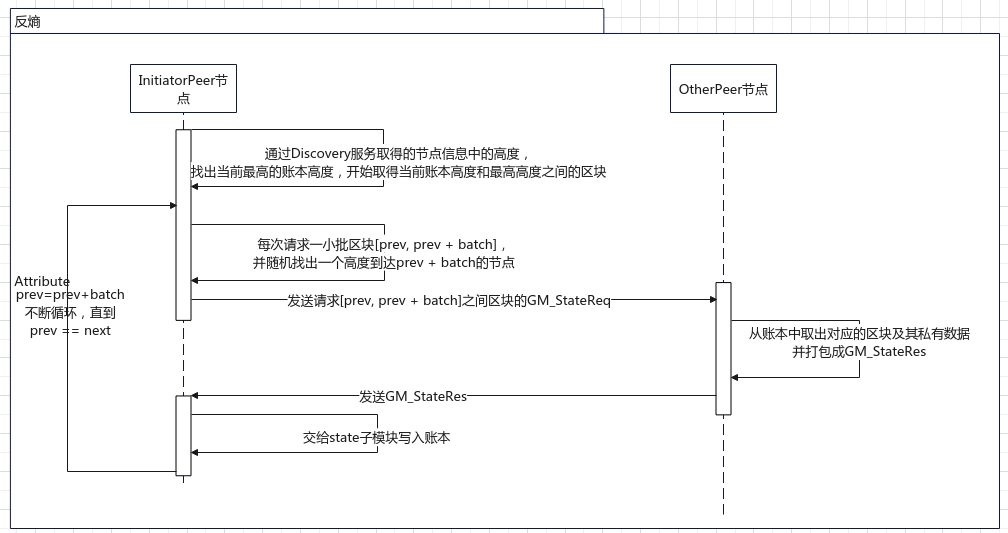 反熵
InitiatorPeer节
点
OtherPeer节点
通过Discovery服务取得的节点信息中的高度，
找出当前最高的账本高度，开始取得当前账本高度和最高高度之间的区块
每次请求一小批区块[prev, prev + batch]，
并随机找出一个高度到达prev + batch的节点
Attribute
prev=prev+batch
不断循环，直到
prev == next
发送请求[prev, prev + batch]之间区块的GM_StateReq
从账本中取出对应的区块及其私有数据
并打包成GM_StateRes
发送GM_StateRes
交给state子模块写入账本